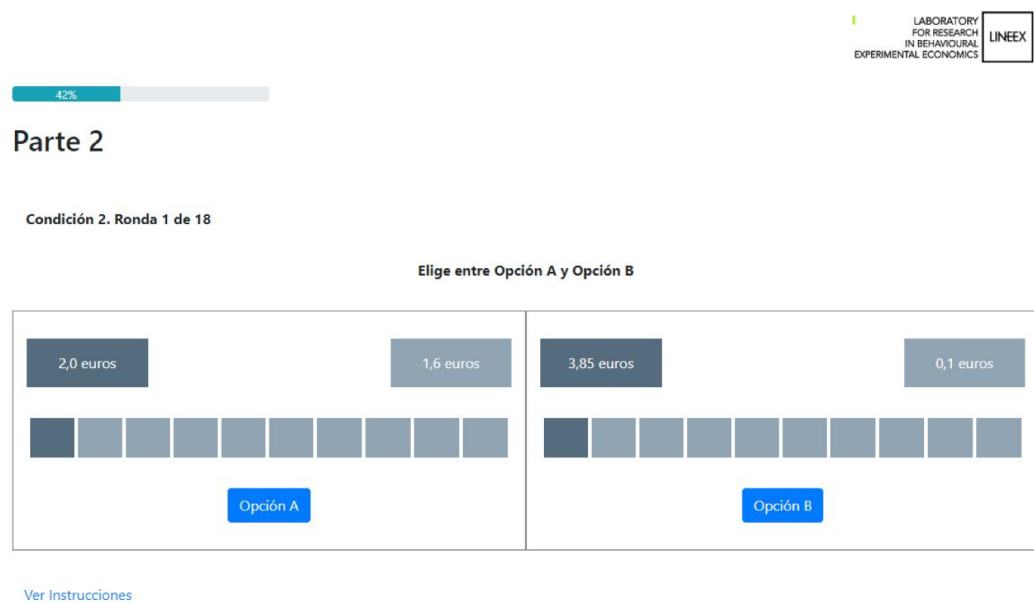 LABORATORY
FOR RESEARCH
IN BEHAVIOURAL
EXPERIMENTAL ECONOMICS
LINEEX
42%
Parte 2
Condición 2. Ronda 1 de 18
Elige entre Opción A y Opción B
2,0 euros
1,6 euros
3,85 euros
0,1 euros
Opción A
Opción B
Ver Instrucciones